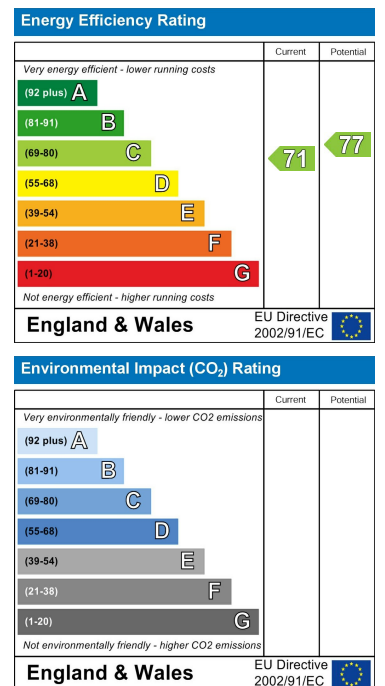 Energy Efficiency Rating
Current Potential
Very energy efficient - lower running costs
(92 plus) A
(81-91) B
(69-80) C
(55-68) D
(39-54) E
(21-38) F
(1-20) G
71 77
Not energy efficient - higher running costs
England & Wales
EU Directive
2002/91/EC
Environmental Impact (CO₂) Rating
Current Potential
Very environmentally friendly - lower CO2 emissions
(92 plus) A
(81-91) B
(69-80) C
(55-68) D
(39-54) E
(21-38) F
(1-20) G
Not environmentally friendly - higher CO2 emissions
England & Wales
EU Directive
2002/91/EC